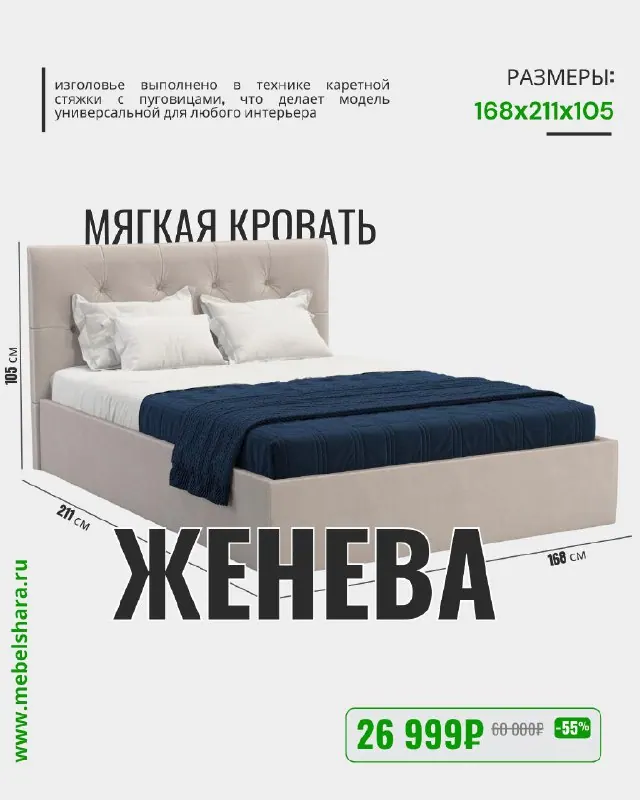 изголовье выполнено в технике каретной
стяжки с пуговицами, что делает модель
универсальной для любого интерьера
РАЗМЕРЫ:
168x211x105
МЯГКАЯ КРОВАТЬ
105 см
211 см
168 см
ЖЕНЕВА
www.mebelshara.ru
26 999₽ 60 000₽ -55%